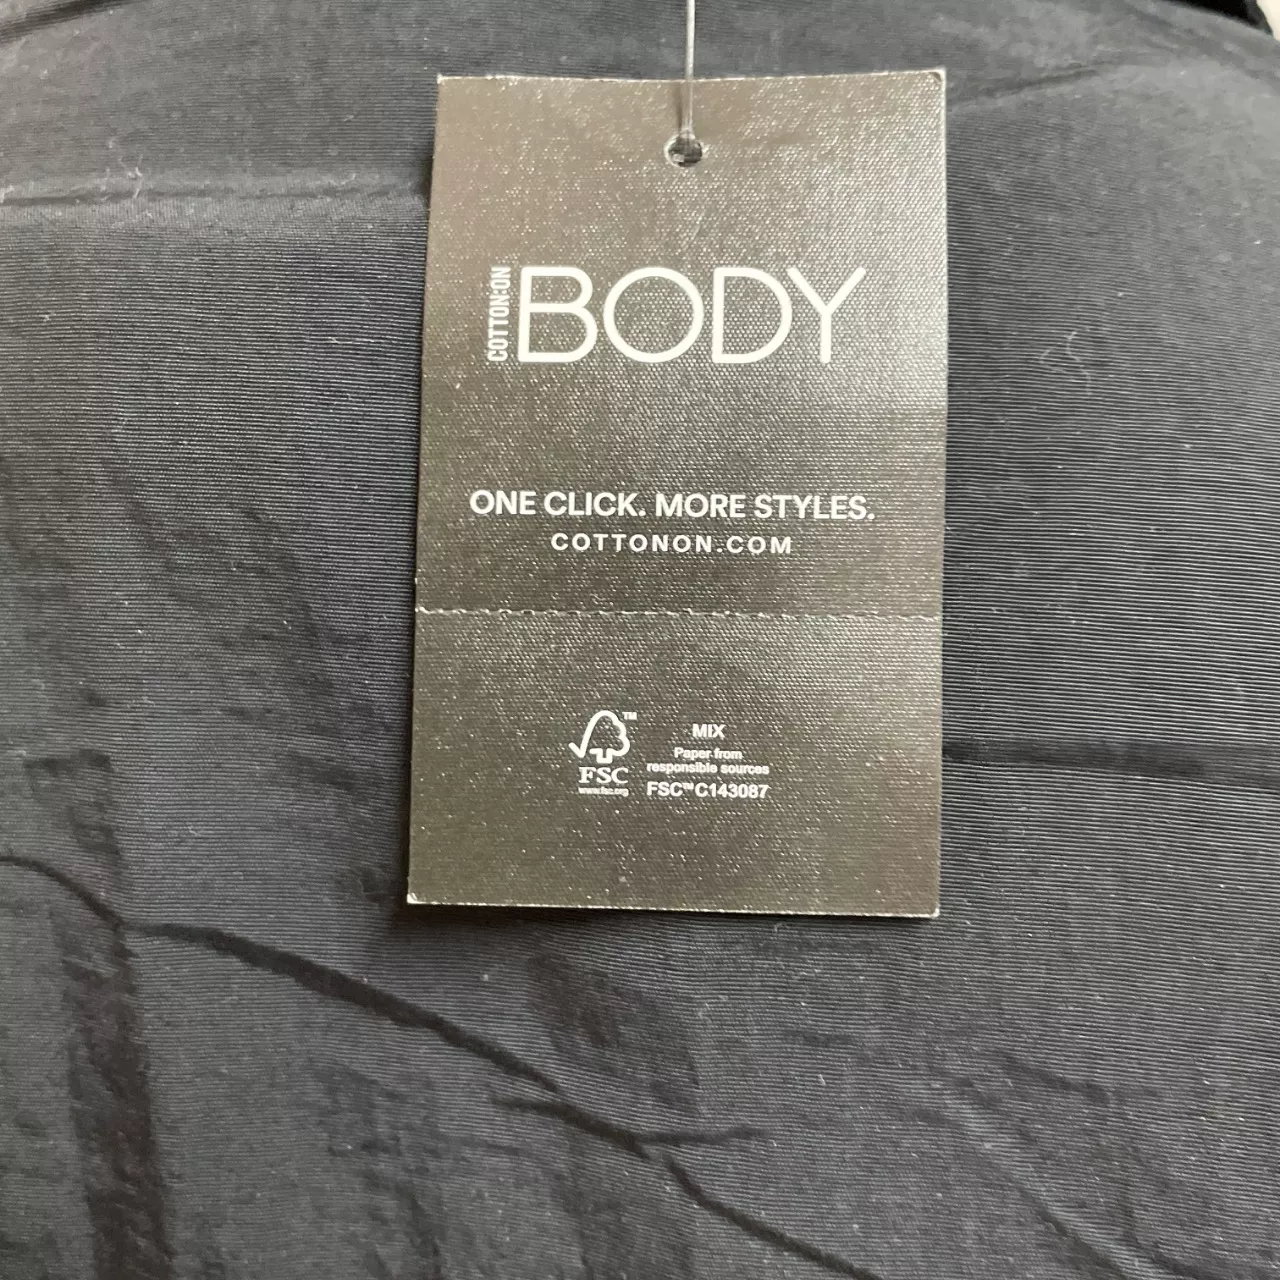 COTTON:ON
BODY
ONE CLICK. MORE STYLES.
COTTONON.COM
TM
FSC
www.fsc.org
MIX
Paper from
responsible sources
FSC™ C143087